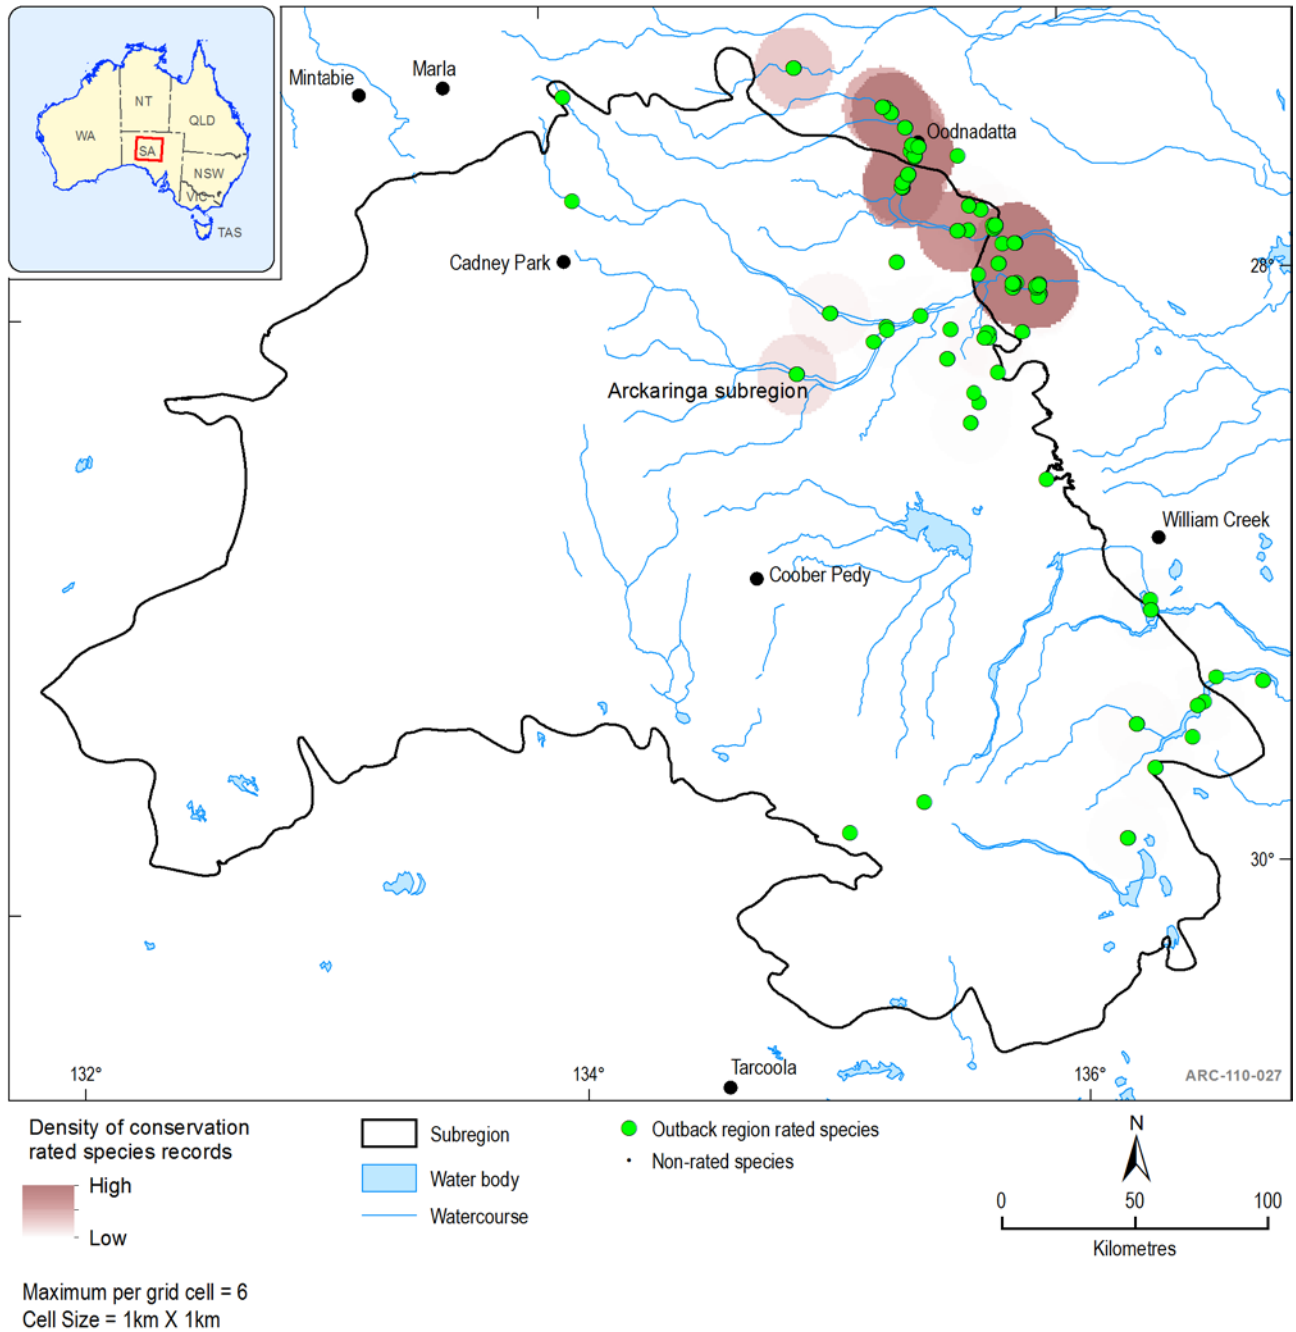 WA
NT
SA
QLD
NSW
VIC
TAS
Mintabie
Marla
Oodnadatta
Cadney Park
28°
Arckaringa subregion
William Creek
Coober Pedy
30°
Tarcoola
132°
134°
136°
ARC-110-027
Density of conservation
rated species records
High
Low
Maximum per grid cell = 6
Cell Size = 1km X 1km
Subregion
Water body
Watercourse
Outback region rated species
Non-rated species
N
0 50 100
Kilometres